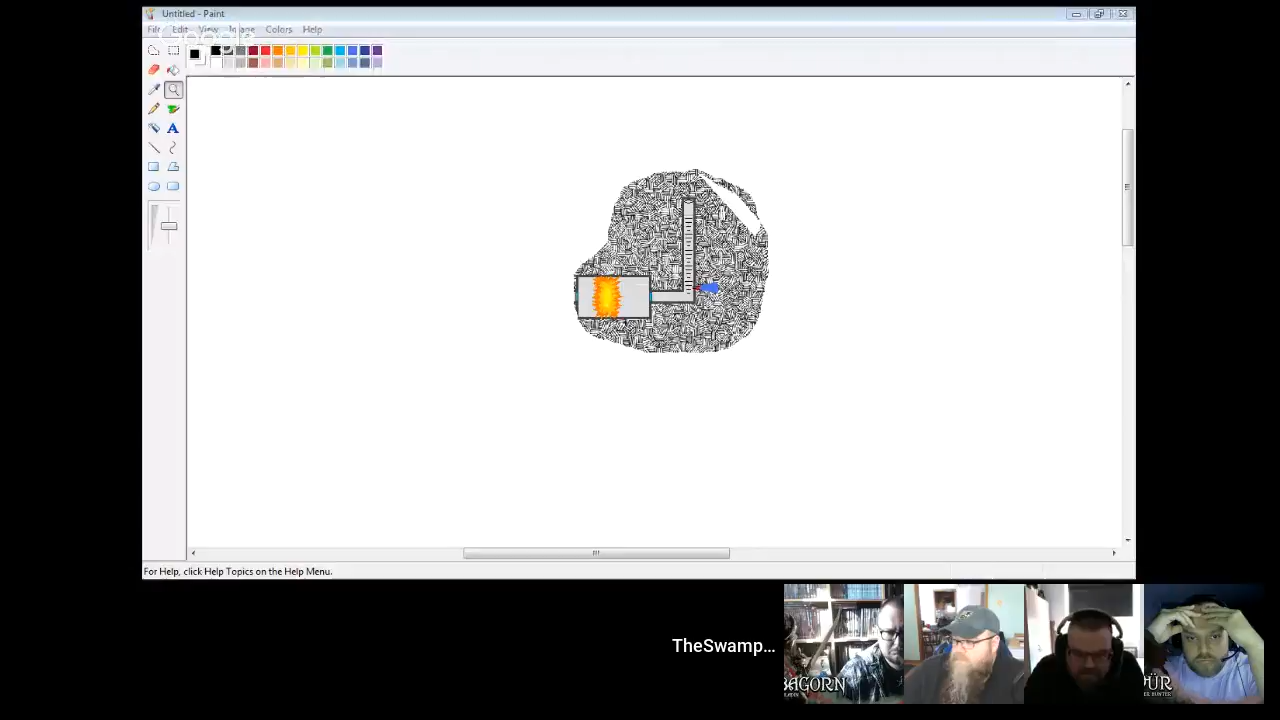 Untitled - Paint
File Edit View Image Colors Help
A
For Help, click Help Topics on the Help Menu.
TheSwamp...